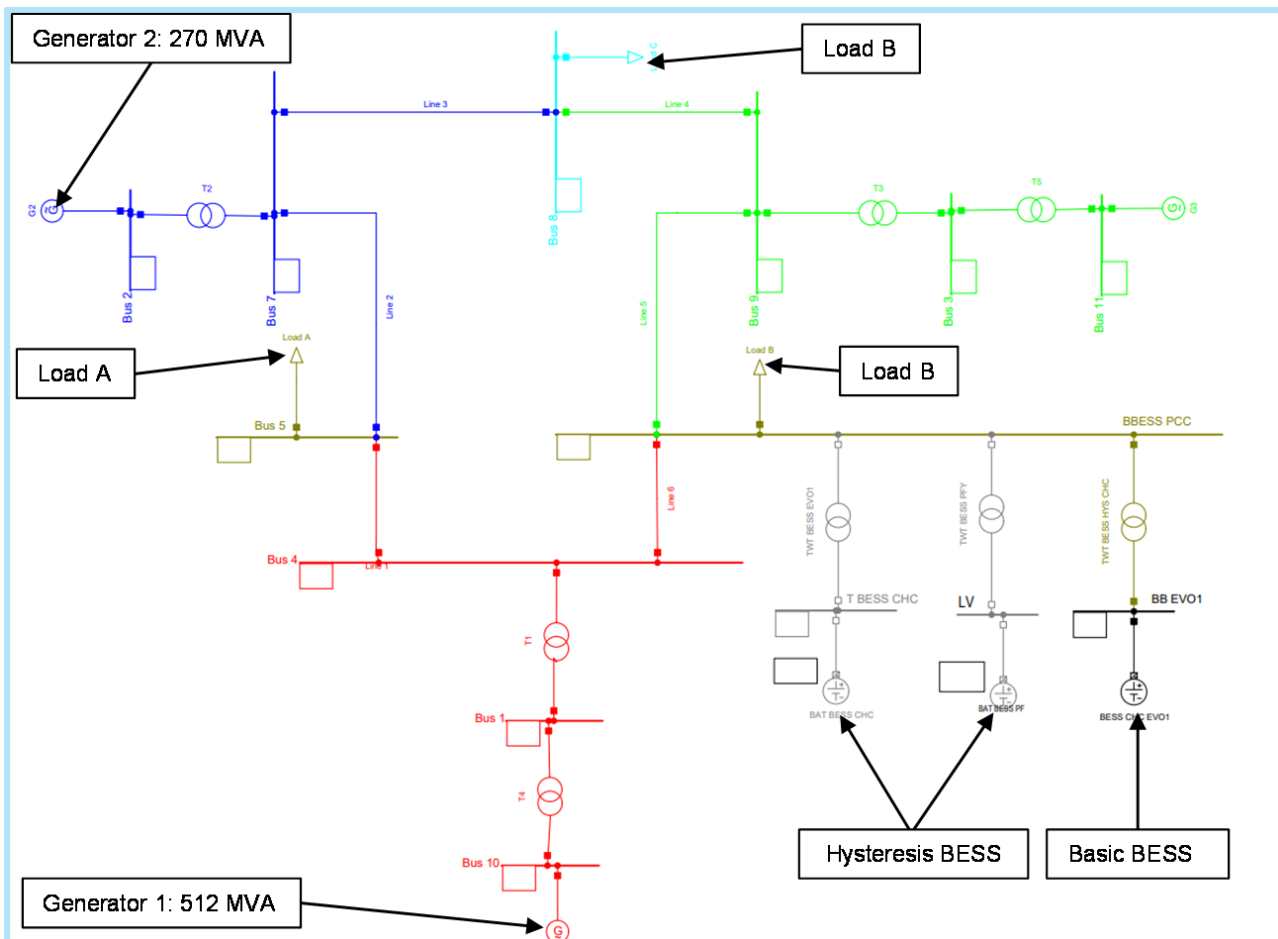 Generator 2: 270 MVA
Load B
Load C
Line 3
Line 4
G2
T2
T3
T5
G3
Bus 8
Bus 2
Bus 7
Line 2
Line 5
Bus 9
Bus 3
Bus 11
Load A
Load A
Load B
Load B
Bus 5
BBESS PCC
TWT BESS EVO1
TWT BESS PFY
TWT BESS HYS CHC
Line 6
Bus 4
Line 1
T BESS CHC
LV
BB EVO1
T1
BAT BESS CHC
BAT BESS PF
BESS CHC EVO1
Bus 1
T4
Hysteresis BESS
Basic BESS
Bus 10
Generator 1: 512 MVA
G